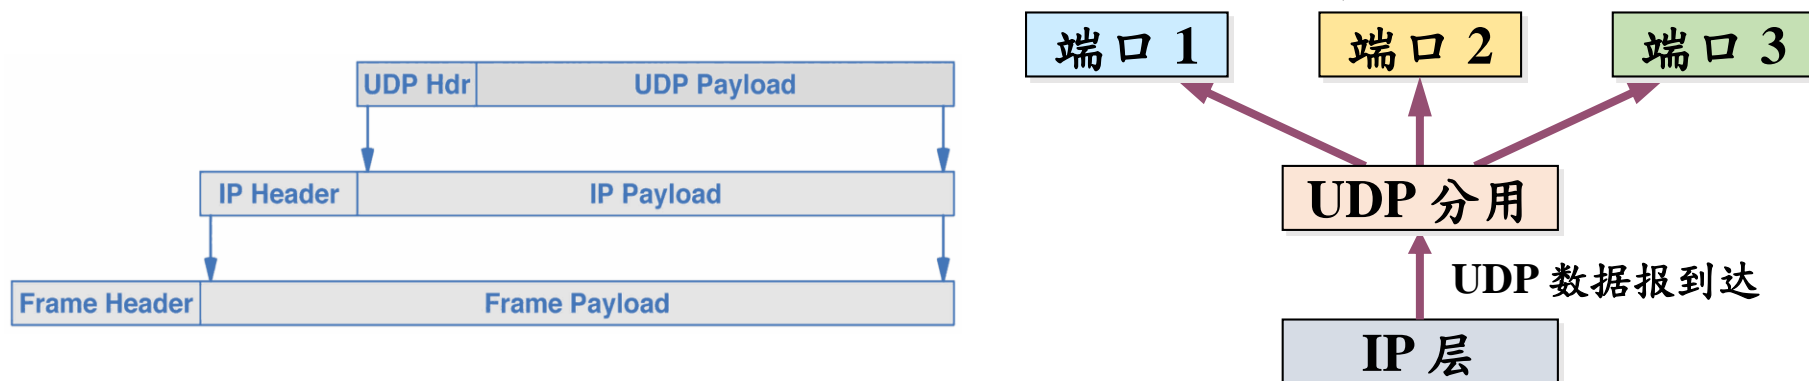 UDP Hdr UDP Payload
IP Header IP Payload
Frame Header Frame Payload
端口 1 端口 2 端口 3
UDP 分用
UDP 数据报到达
IP 层